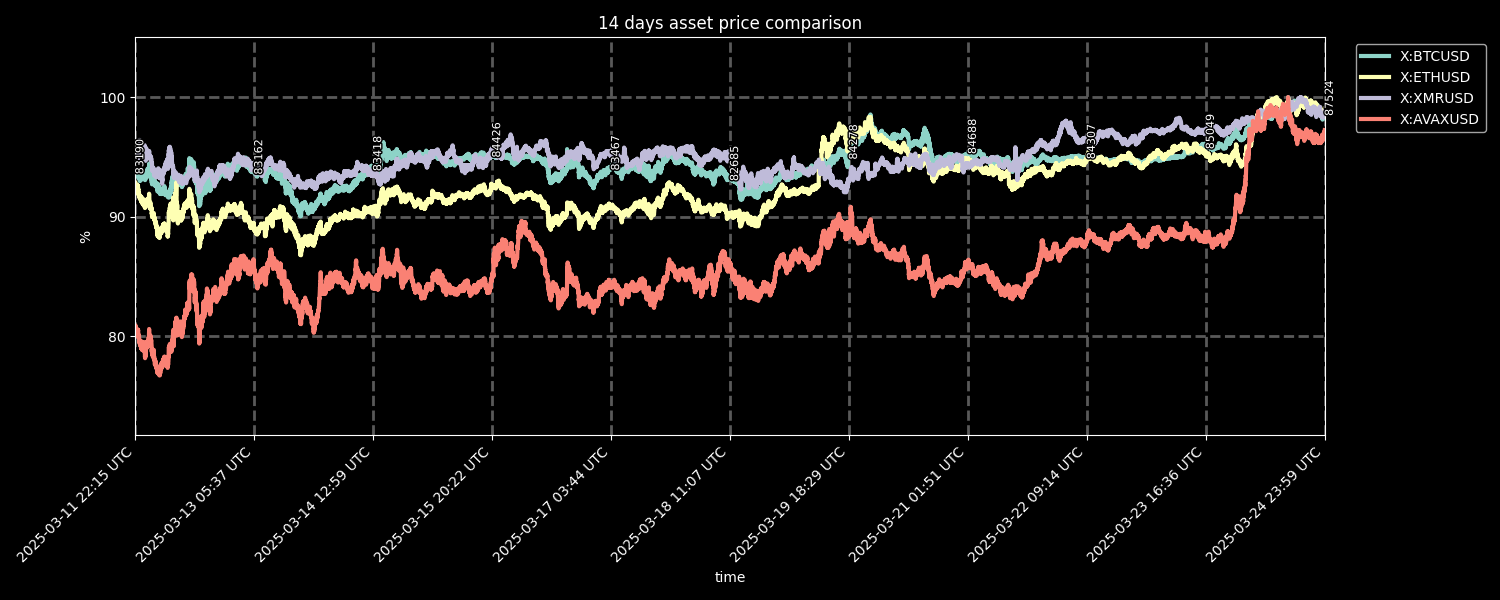 14 days asset price comparison
X:BTCUSD
X:ETHUSD
X:XMRUSD
X:AVAXUSD
100
90
80
%
83190
83162
83418
84426
83467
82685
84278
84688
84307
85049
87524
2025-03-11 22:15 UTC
2025-03-13 05:37 UTC
2025-03-14 12:59 UTC
2025-03-15 20:22 UTC
2025-03-17 03:44 UTC
2025-03-18 11:07 UTC
2025-03-19 18:29 UTC
2025-03-21 01:51 UTC
2025-03-22 09:14 UTC
2025-03-23 16:36 UTC
2025-03-24 23:59 UTC
time